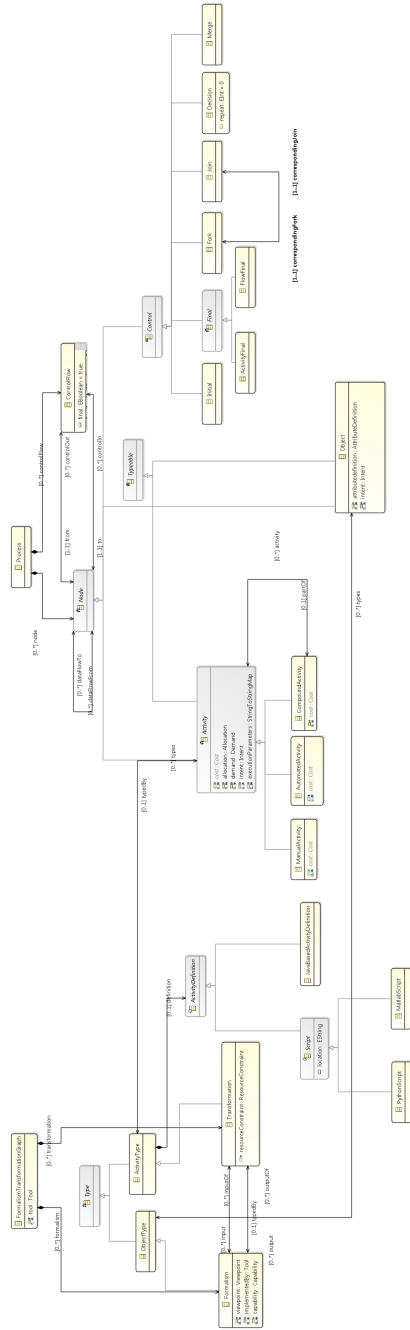 FormalismTransformationGraph
tool : Tool
[0..*] formalism
[0..*] transformation
Type
ObjectType
ActivityType
[0..1] definition
Formalism
viewpoint : Viewpoint
implementedBy : Tool
capability : Capability
[0..*] input
[0..*] inputOf
[0..1] typedBy
[0..*] output
[0..*] outputOf
Transformation
resourceConstraint : ResourceConstraint
ActivityDefinition
Script
location : EString
JavaBasedActivityDefinition
PythonScript
MatlabScript
[0..1] typedBy
[0..*] types
Process
[0..*] node
[0..*] controlFlow
Node
[0..*] dataFlowTo
[0..*] dataFlowFrom
[1..1] from
[0..*] controlOut
[1..1] to
[0..*] controlIn
ControlFlow
final : EBoolean = true
Activity
cost : Cost
allocation : Allocation
demand : Demand
intent : Intent
executionParameters : StringToStringMap
ManualActivity
cost : Cost
AutomatedActivity
cost : Cost
CompoundActivity
cost : Cost
[0..1] partOf
[0..*] activity
Typeable
Control
Initial
Final
ActivityFinal
FlowFinal
Fork
Join
Decision
repeat : EInt = 0
Merge
[1..1] correspondingFork
[1..1] correspondingJoin
Object
attributedefinition : AttributeDefinition
intent : Intent
[0..*] types